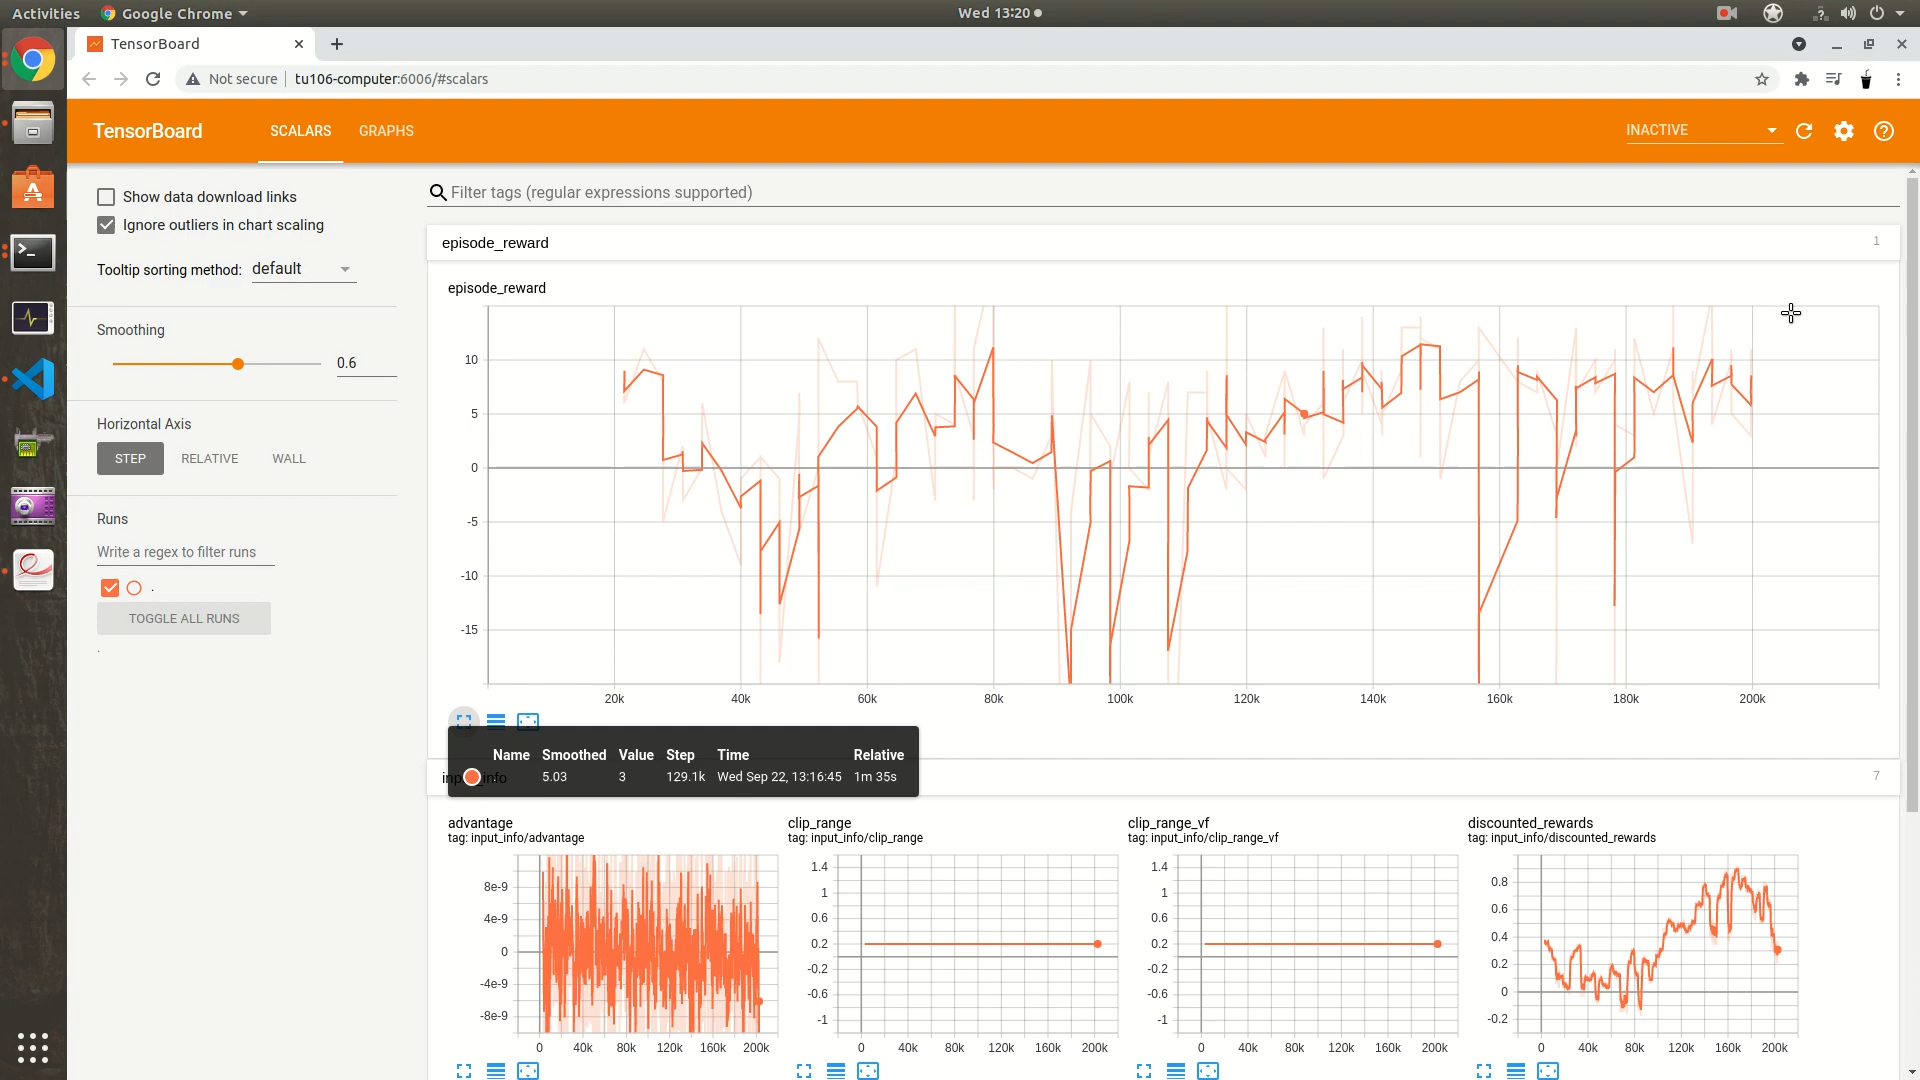 Activities Google Chrome Wed 13:20
TensorBoard
Not secure tu106-computer:6006/#scalars
TensorBoard SCALARS GRAPHS INACTIVE
Show data download links
Ignore outliers in chart scaling
Tooltip sorting method: default
Smoothing
0.6
Horizontal Axis
STEP RELATIVE WALL
Runs
Write a regex to filter runs
.
TOGGLE ALL RUNS
.
Filter tags (regular expressions supported)
episode_reward 1
episode_reward
10
5
0
-5
-10
-15
20k 40k 60k 80k 100k 120k 140k 160k 180k 200k
Name Smoothed Value Step Time Relative
. 5.03 3 129.1k Wed Sep 22, 13:16:45 1m 35s
input_info 7
advantage
tag: input_info/advantage
8e-9
4e-9
0
-4e-9
-8e-9
0 40k 80k 120k 160k 200k
clip_range
tag: input_info/clip_range
1.4
1
0.6
0.2
-0.2
-0.6
-1
0 40k 80k 120k 160k 200k
clip_range_vf
tag: input_info/clip_range_vf
1.4
1
0.6
0.2
-0.2
-0.6
-1
0 40k 80k 120k 160k 200k
discounted_rewards
tag: input_info/discounted_rewards
0.8
0.6
0.4
0.2
0
-0.2
0 40k 80k 120k 160k 200k